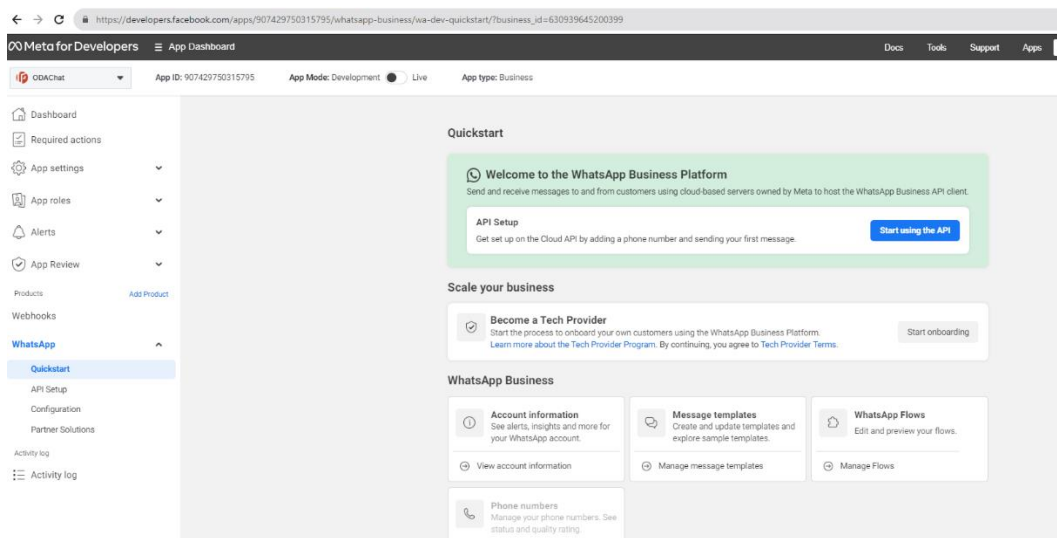 https://developers.facebook.com/apps/907429750315795/whatsapp-business/wa-dev-quickstart/?business_id=630939645200399
Meta for Developers
App Dashboard
Docs Tools Support Apps
ODAChat
App ID: 907429750315795
App Mode: Development
Live
App type: Business
Dashboard
Required actions
App settings
App roles
Alerts
App Review
Products
Add Product
Webhooks
WhatsApp
Quickstart
API Setup
Configuration
Partner Solutions
Activity log
Activity log
Quickstart
Welcome to the WhatsApp Business Platform
Send and receive messages to and from customers using cloud-based servers owned by Meta to host the WhatsApp Business API client.
API Setup
Get set up on the Cloud API by adding a phone number and sending your first message.
Start using the API
Scale your business
Become a Tech Provider
Start the process to onboard your own customers using the WhatsApp Business Platform.
Learn more about the Tech Provider Program. By continuing, you agree to Tech Provider Terms.
Start onboarding
WhatsApp Business
Account information
See alerts, insights and more for
your WhatsApp account.
View account information
Message templates
Create and update templates and
explore sample templates.
Manage message templates
WhatsApp Flows
Edit and preview your flows.
Manage Flows
Phone numbers
Manage your phone numbers. See
status and quality rating.